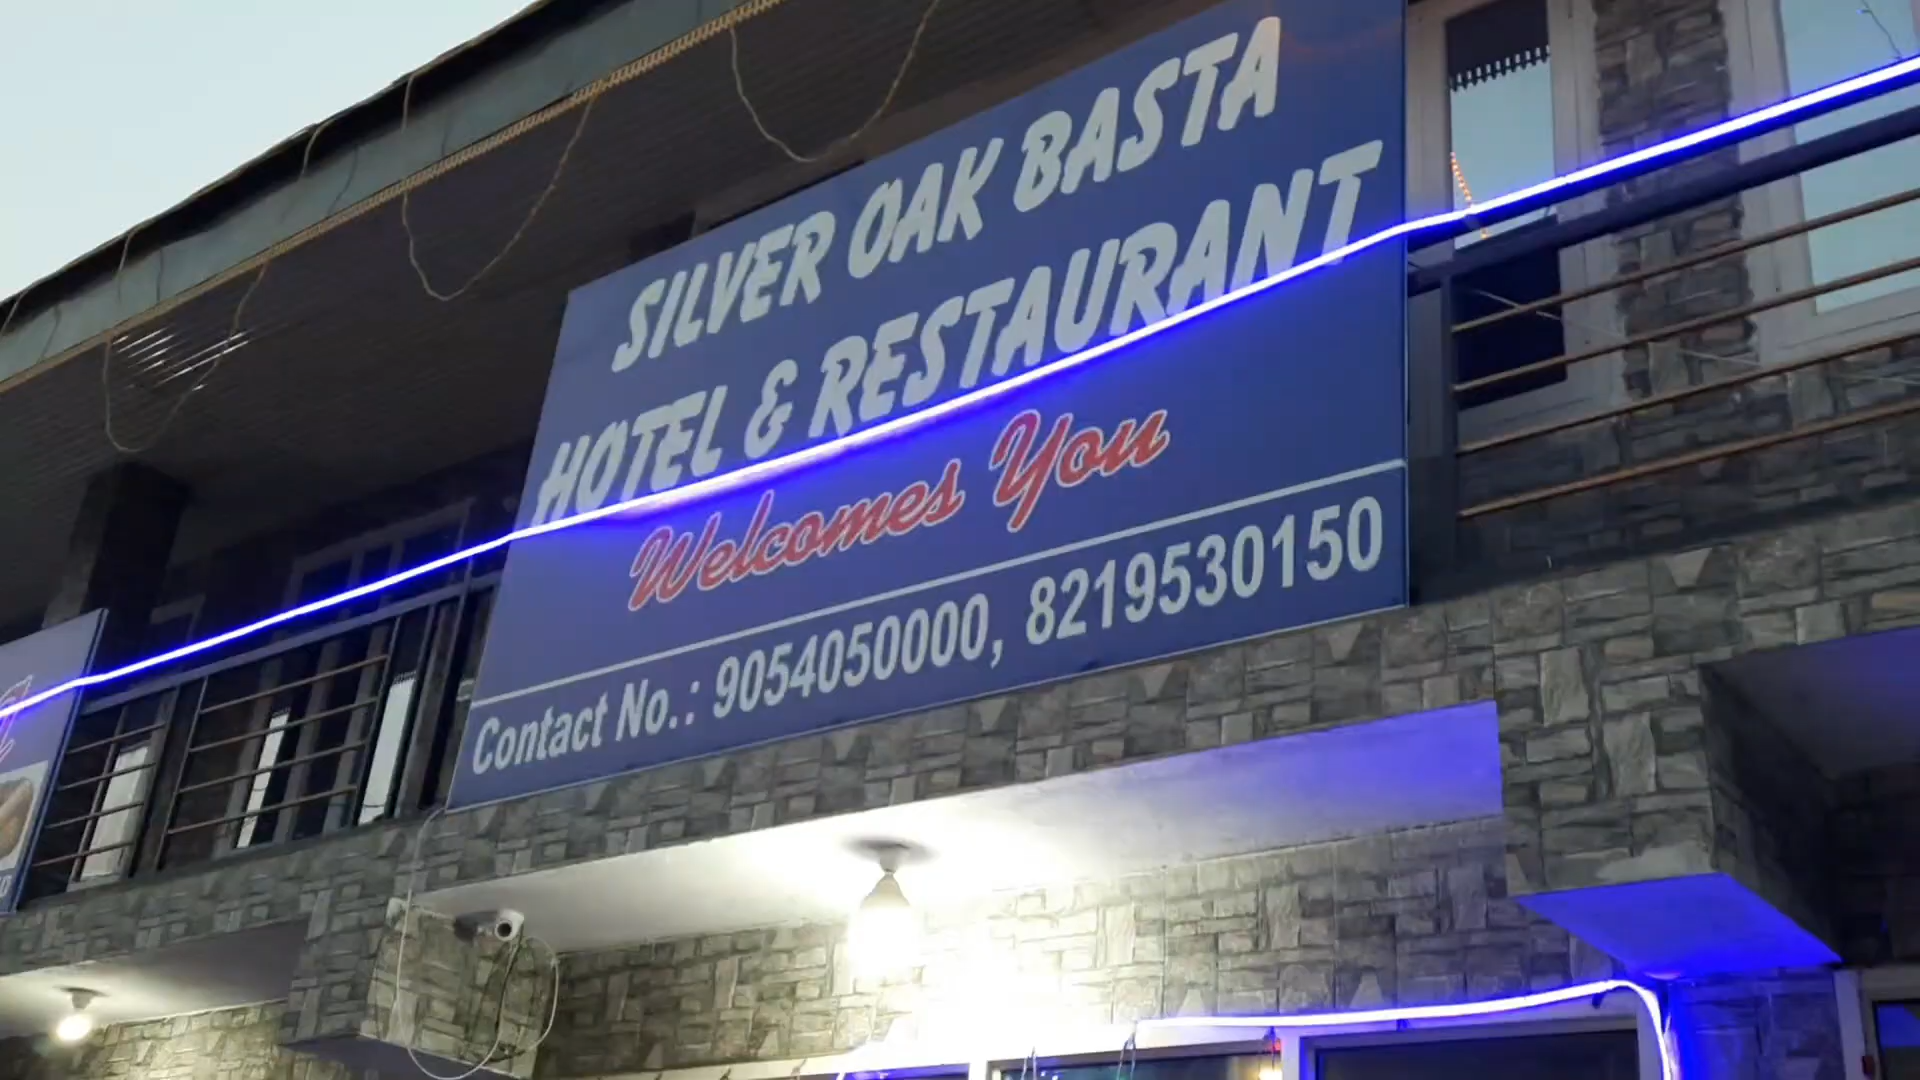 SILVER OAK BASTA
HOTEL & RESTAURANT
Welcomes You
Contact No.: 9054050000, 8219530150